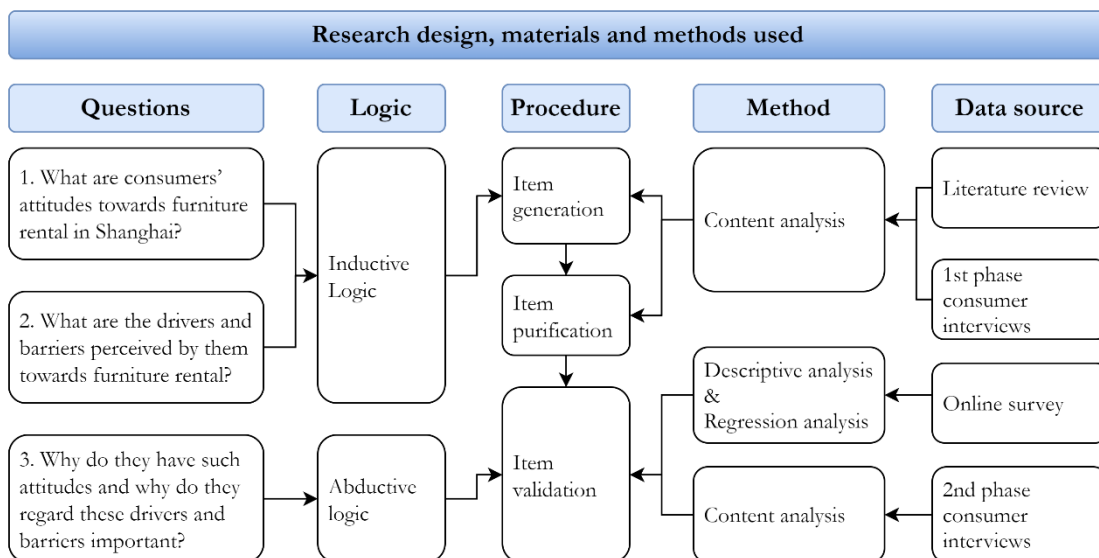 Research design, materials and methods used
Questions
Logic
Procedure
Method
Data source
1. What are consumers’
attitudes towards furniture
rental in Shanghai?
2. What are the drivers and
barriers perceived by them
towards furniture rental?
3. Why do they have such
attitudes and why do they
regard these drivers and
barriers important?
Inductive
Logic
Abductive
logic
Item
generation
Item
purification
Item
validation
Content analysis
Descriptive analysis
&
Regression analysis
Content analysis
Literature review
1st phase
consumer
interviews
Online survey
2nd phase
consumer
interviews